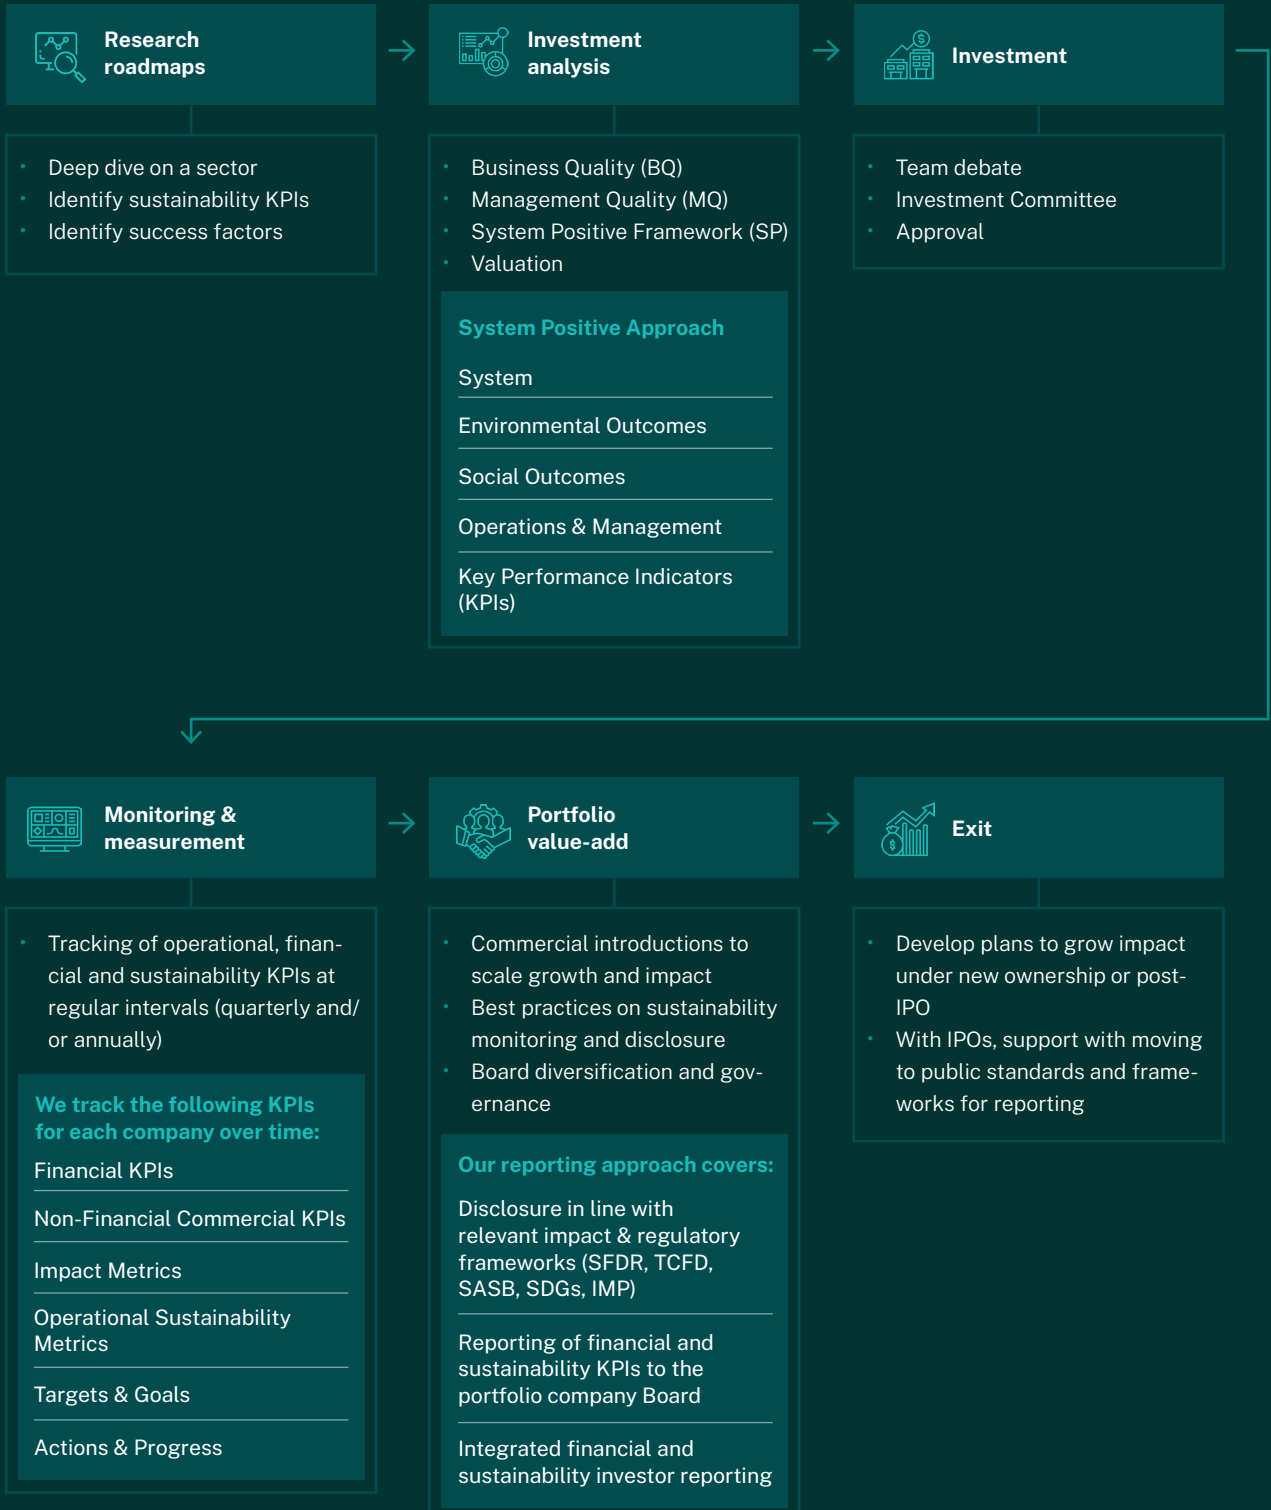 Research
roadmaps
Deep dive on a sector
Identify sustainability KPIs
Identify success factors
Investment
analysis
Business Quality (BQ)
Management Quality (MQ)
System Positive Framework (SP)
Valuation
System Positive Approach
System
Environmental Outcomes
Social Outcomes
Operations & Management
Key Performance Indicators
(KPIs)
Investment
Team debate
Investment Committee
Approval
Monitoring &
measurement
Tracking of operational, finan-
cial and sustainability KPIs at
regular intervals (quarterly and/
or annually)
We track the following KPIs
for each company over time:
Financial KPIs
Non-Financial Commercial KPIs
Impact Metrics
Operational Sustainability
Metrics
Targets & Goals
Actions & Progress
Portfolio
value-add
Commercial introductions to
scale growth and impact
Best practices on sustainability
monitoring and disclosure
Board diversification and gov-
ernance
Our reporting approach covers:
Disclosure in line with
relevant impact & regulatory
frameworks (SFDR, TCFD,
SASB, SDGs, IMP)
Reporting of financial and
sustainability KPIs to the
portfolio company Board
Integrated financial and
sustainability investor reporting
Exit
Develop plans to grow impact
under new ownership or post-
IPO
With IPOs, support with moving
to public standards and frame-
works for reporting